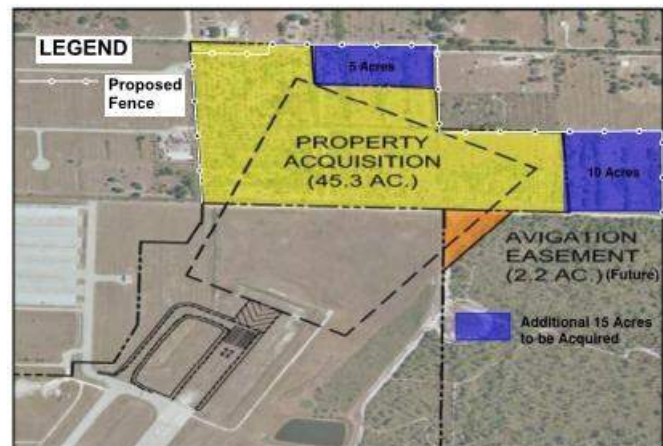 LEGEND
Proposed
Fence
5 Acres
PROPERTY
ACQUISITION
(45.3 AC.)
10 Acres
AVIGATION
EASEMENT
(2.2 AC.) (Future)
Additional 15 Acres
to be Acquired